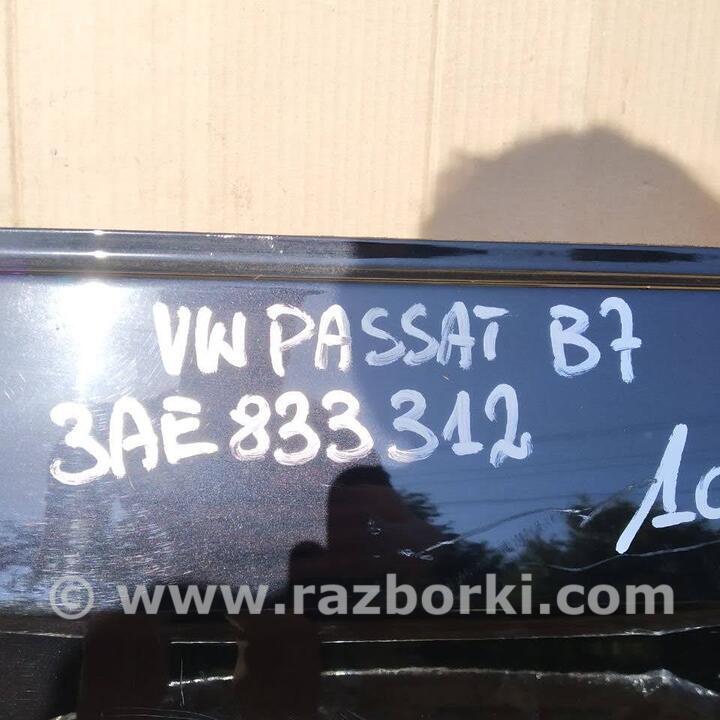 VW PASSAT B7
3AE 833 312
© www.razborki.com